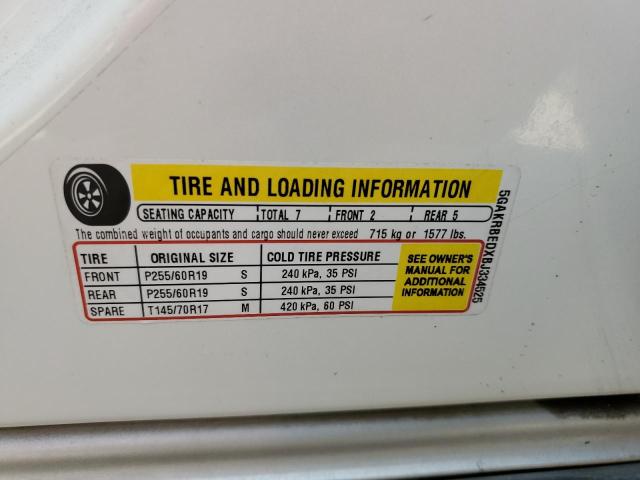 TIRE AND LOADING INFORMATION
SEATING CAPACITY TOTAL 7 FRONT 2 REAR 5
The combined weight of occupants and cargo should never exceed 715 kg or 1577 lbs.
TIRE ORIGINAL SIZE COLD TIRE PRESSURE
FRONT P255/60R19 S 240 kPa, 35 PSI
REAR P255/60R19 S 240 kPa, 35 PSI
SPARE T145/70R17 M 420 kPa, 60 PSI
SEE OWNER'S
MANUAL FOR
ADDITIONAL
INFORMATION
5GAKRBEDXBJ334525